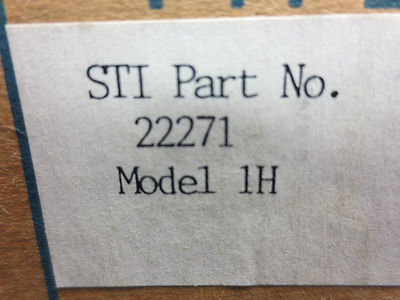 STI Part No.
22271
Model 1H